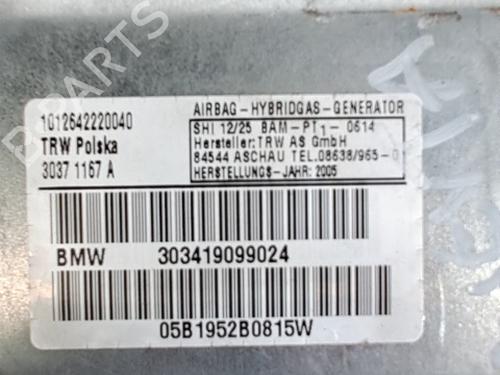 1012642220040
TRW Polska
3037 1167 A
AIRBAG-HYBRIDGAS-GENERATOR
SHI 12/25 BAM-PT1-0614
Hersteller:TRW AS GmbH
84544 ASCHAU TEL.08638/965-0
HERSTELLUNGS-JAHR: 2005
BMW 303419099024
05B1952B0815W